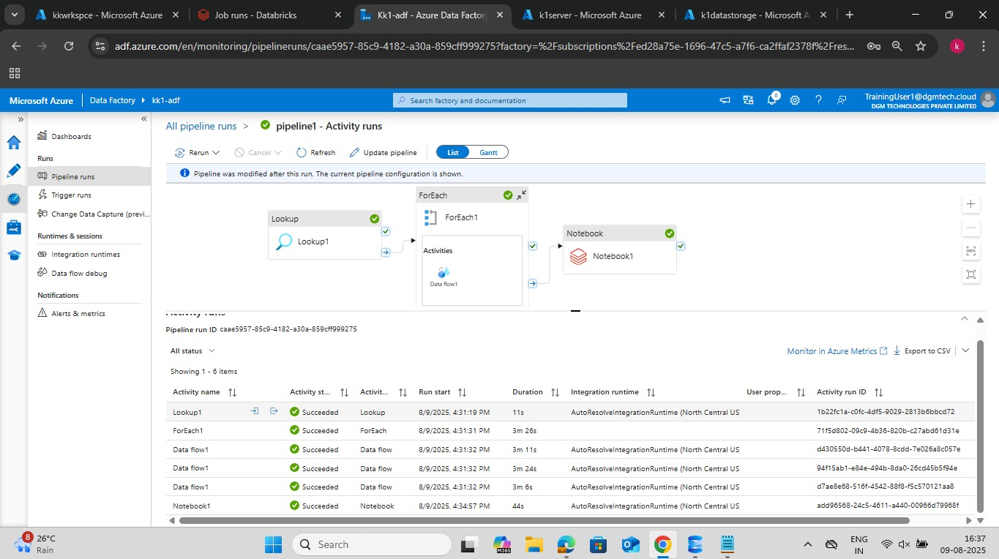 kkwrkspce - Microsoft Azure
Job runs - Databricks
Kk1-adf - Azure Data Factor
k1server - Microsoft Azure
k1datastorage - Microsoft A
adf.azure.com/en/monitoring/pipelineruns/caae5957-85c9-4182-a30a-859cff999275?factory=%2Fsubscriptions%2Fed28a75e-1696-47c5-a7f6-ca2ffaf2378f%2Fres...
k
Microsoft Azure
Data Factory
kk1-adf
Search factory and documentation
8
TrainingUser1@dgmtech.cloud
DGM TECHNOLOGIES PRIVATE LIMITED
Dashboards
Runs
Pipeline runs
Trigger runs
Change Data Capture (previ...
Runtimes & sessions
Integration runtimes
Data flow debug
Notifications
Alerts & metrics
All pipeline runs > pipeline1 - Activity runs
Rerun Cancel Refresh Update pipeline List Gantt
Pipeline was modified after this run. The current pipeline configuration is shown.
Lookup
Lookup1
ForEach
ForEach1
Activities
Data flow1
Notebook
Notebook1
100%
Activity runs
Pipeline run ID caae5957-85c9-4182-a30a-859cff999275
All status
Monitor in Azure Metrics Export to CSV
Showing 1 - 6 items
Activity name Activity st... Activit... Run start Duration Integration runtime User prop... Activity run ID
Lookup1 Succeeded Lookup 8/9/2025, 4:31:19 PM 11s AutoResolveIntegrationRuntime (North Central US 1b22fc1a-c0fc-4df5-9029-2813b6bbcd72
ForEach1 Succeeded ForEach 8/9/2025, 4:31:31 PM 3m 26s 71f5d802-09c9-4b36-820b-c27abd61d31e
Data flow1 Succeeded Data flow 8/9/2025, 4:31:32 PM 3m 11s AutoResolveIntegrationRuntime (North Central US d430550d-b441-4078-8cdd-7e026a8c057e
Data flow1 Succeeded Data flow 8/9/2025, 4:31:32 PM 3m 24s AutoResolveIntegrationRuntime (North Central US 94f15ab1-e84e-494b-8da0-26cd45b5f94e
Data flow1 Succeeded Data flow 8/9/2025, 4:31:32 PM 3m 6s AutoResolveIntegrationRuntime (North Central US d7ae8e68-516f-4542-88f8-f5c570121aa8
Notebook1 Succeeded Notebook 8/9/2025, 4:34:57 PM 44s AutoResolveIntegrationRuntime (North Central US add96568-24c5-4611-a440-00966d79968f
8
26°C
Rain
Search
M365
ENG
IN
16:37
09-08-2025